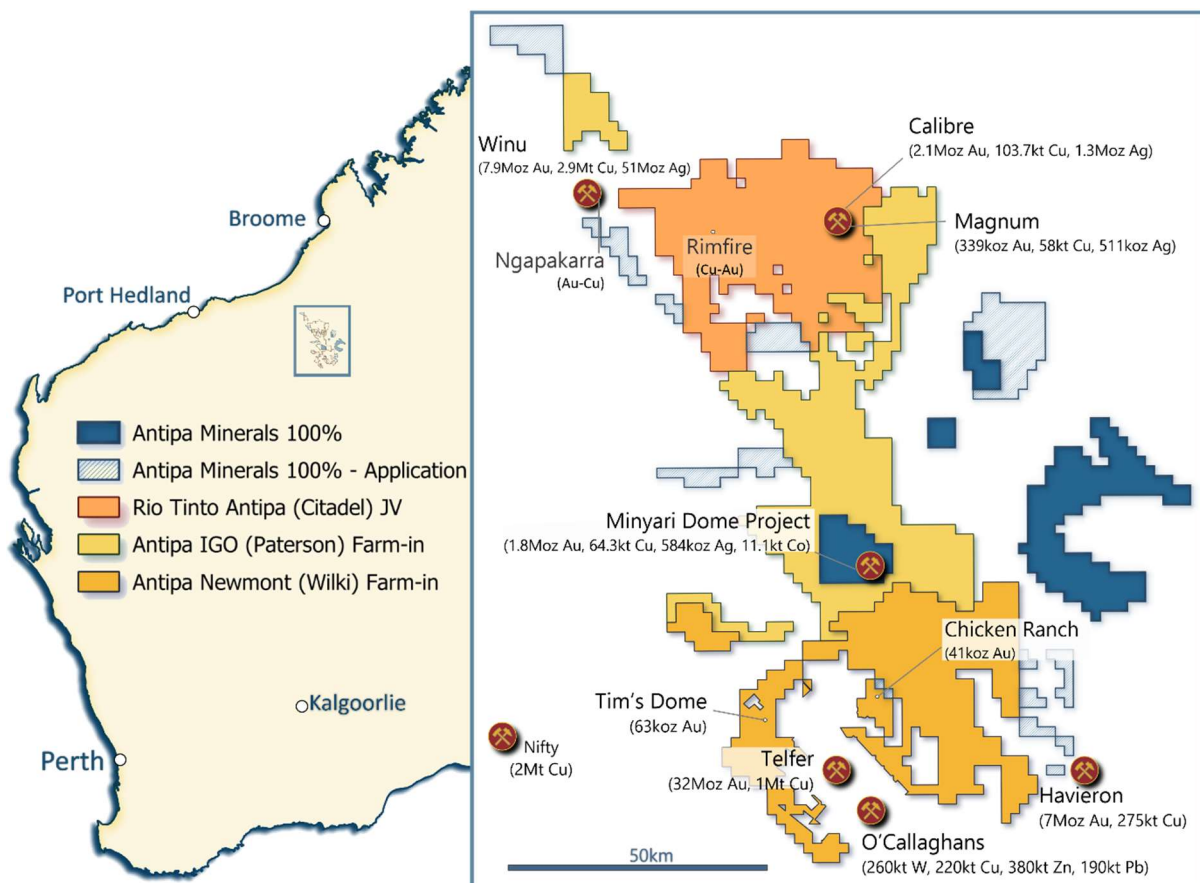 Broome
Port Hedland
Antipa Minerals 100%
Antipa Minerals 100% - Application
Rio Tinto Antipa (Citadel) JV
Antipa IGO (Paterson) Farm-in
Antipa Newmont (Wilki) Farm-in
Kalgoorlie
Perth
Winu
(7.9Moz Au, 2.9Mt Cu, 51Moz Ag)
Calibre
(2.1Moz Au, 103.7kt Cu, 1.3Moz Ag)
Magnum
(339koz Au, 58kt Cu, 511koz Ag)
Rimfire
(Cu-Au)
Ngapakarra
(Au-Cu)
Minyari Dome Project
(1.8Moz Au, 64.3kt Cu, 584koz Ag, 11.1kt Co)
Chicken Ranch
(41koz Au)
Tim's Dome
(63koz Au)
Nifty
(2Mt Cu)
Telfer
(32Moz Au, 1Mt Cu)
Havieron
(7Moz Au, 275kt Cu)
O'Callaghans
(260kt W, 220kt Cu, 380kt Zn, 190kt Pb)
50km